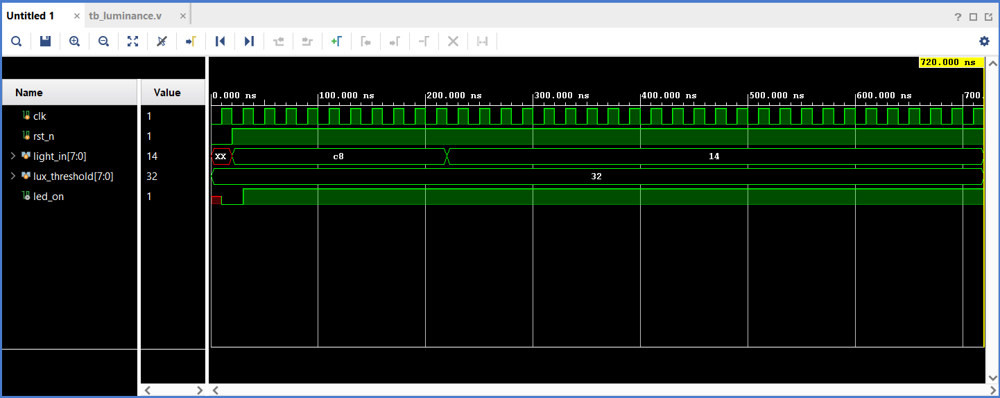 Untitled 1 × tb_luminance.v ×
?
720.000 ns
Name Value
0.000 ns 100.000 ns 200.000 ns 300.000 ns 400.000 ns 500.000 ns 600.000 ns 700.
clk 1
rst_n 1
light_in[7:0] 14 XX c8 14
lux_threshold[7:0] 32 32
led_on 1